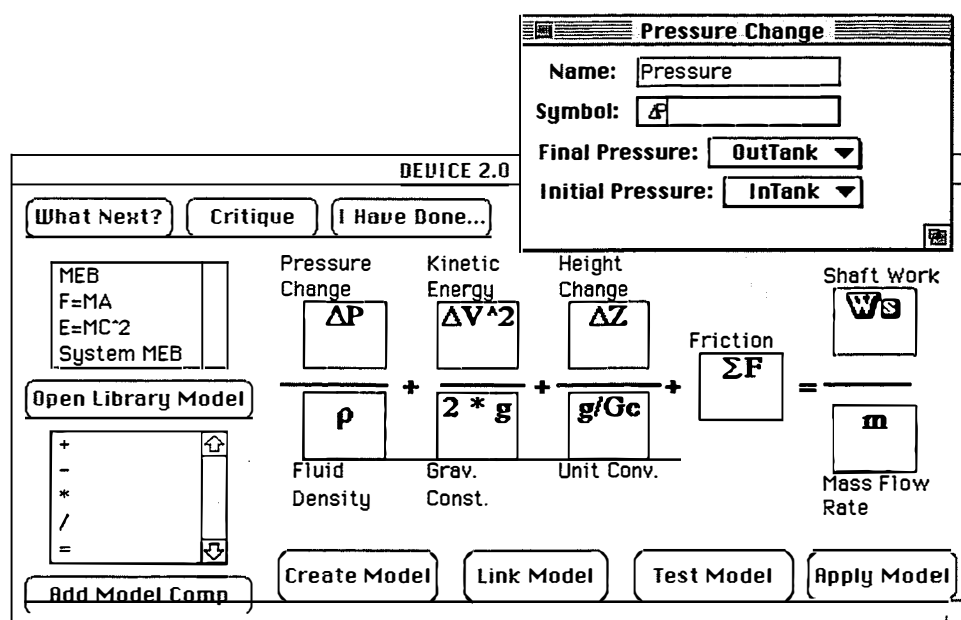 Pressure Change
Name: Pressure
Symbol: ΔP
Final Pressure: OutTank
Initial Pressure: InTank
DEVICE 2.0
What Next? Critique I Have Done...
MEB
F=MA
E=MC^2
System MEB
Open Library Model
+
-
*
/
=
Add Model Comp
Pressure Change
Kinetic Energy
Height Change
Friction
Shaft Work
ΔP + ΔV^2 + ΔZ + ΣF = Ws
ρ 2 * g g/Gc m
Fluid Density
Grav. Const.
Unit Conv.
Mass Flow Rate
Create Model Link Model Test Model Apply Model